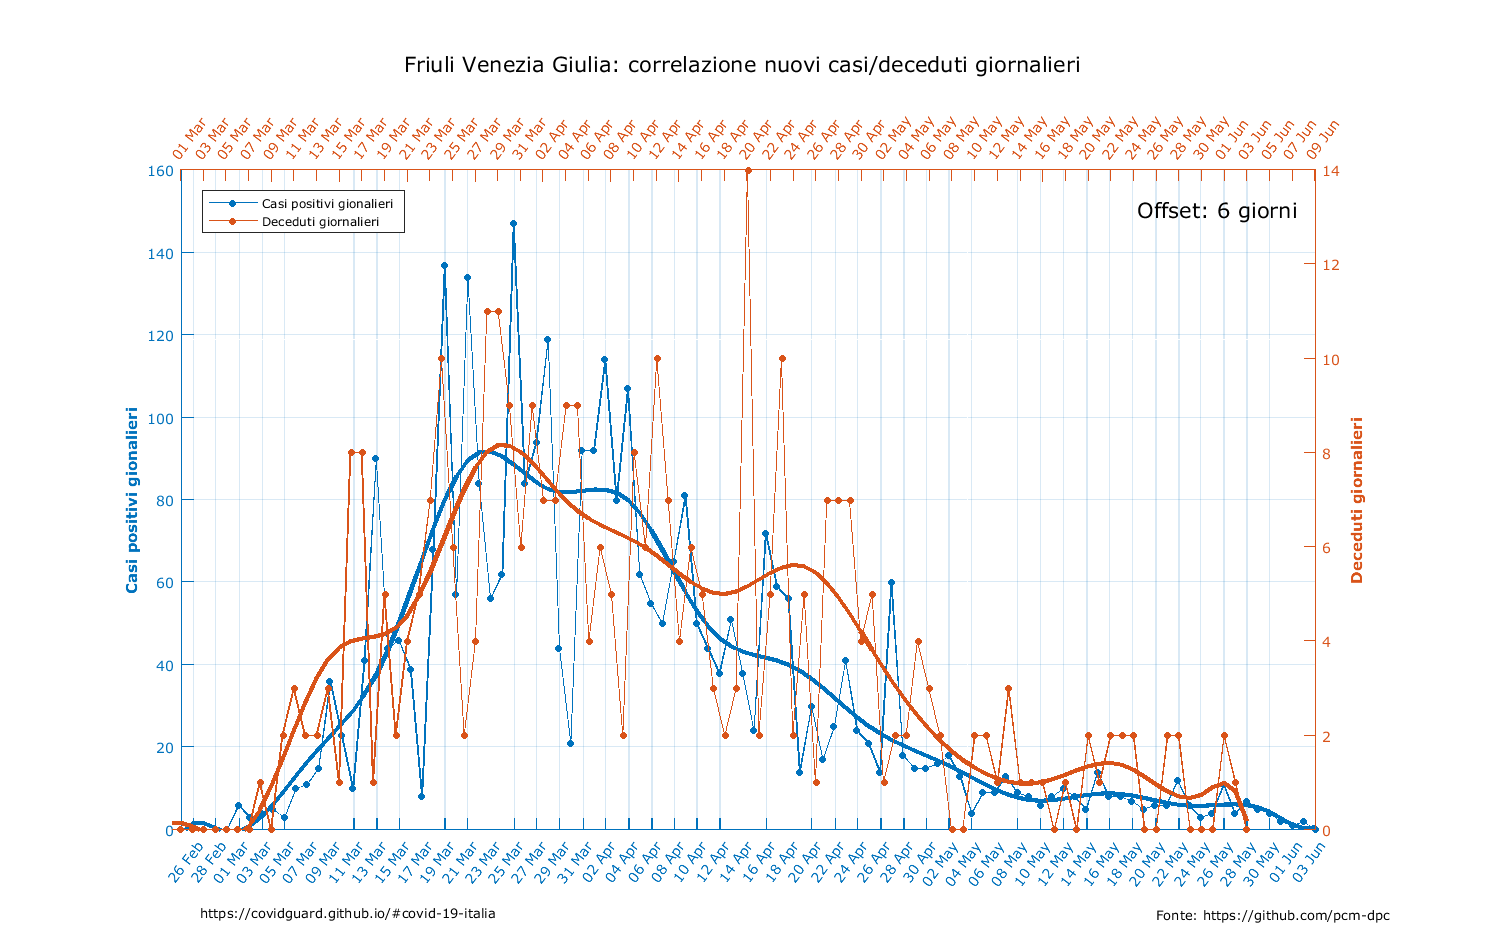 Friuli Venezia Giulia: correlazione nuovi casi/deceduti giornalieri
01 Mar 03 Mar 05 Mar 07 Mar 09 Mar 11 Mar 13 Mar 15 Mar 17 Mar 19 Mar 21 Mar 23 Mar 25 Mar 27 Mar 29 Mar 31 Mar 02 Apr 04 Apr 06 Apr 08 Apr 10 Apr 12 Apr 14 Apr 16 Apr 18 Apr 20 Apr 22 Apr 24 Apr 26 Apr 28 Apr 30 Apr 02 May 04 May 06 May 08 May 10 May 12 May 14 May 16 May 18 May 20 May 22 May 24 May 26 May 28 May 30 May 01 Jun 03 Jun 05 Jun 07 Jun 09 Jun
Casi positivi gionalieri
Deceduti giornalieri
Offset: 6 giorni
160
140
120
100
80
60
40
20
0
Casi positivi gionalieri
14
12
10
8
6
4
2
0
Deceduti giornalieri
26 Feb 28 Feb 01 Mar 03 Mar 05 Mar 07 Mar 09 Mar 11 Mar 13 Mar 15 Mar 17 Mar 19 Mar 21 Mar 23 Mar 25 Mar 27 Mar 29 Mar 31 Mar 02 Apr 04 Apr 06 Apr 08 Apr 10 Apr 12 Apr 14 Apr 16 Apr 18 Apr 20 Apr 22 Apr 24 Apr 26 Apr 28 Apr 30 Apr 02 May 04 May 06 May 08 May 10 May 12 May 14 May 16 May 18 May 20 May 22 May 24 May 26 May 28 May 30 May 01 Jun 03 Jun
https://covidguard.github.io/#covid-19-italia
Fonte: https://github.com/pcm-dpc